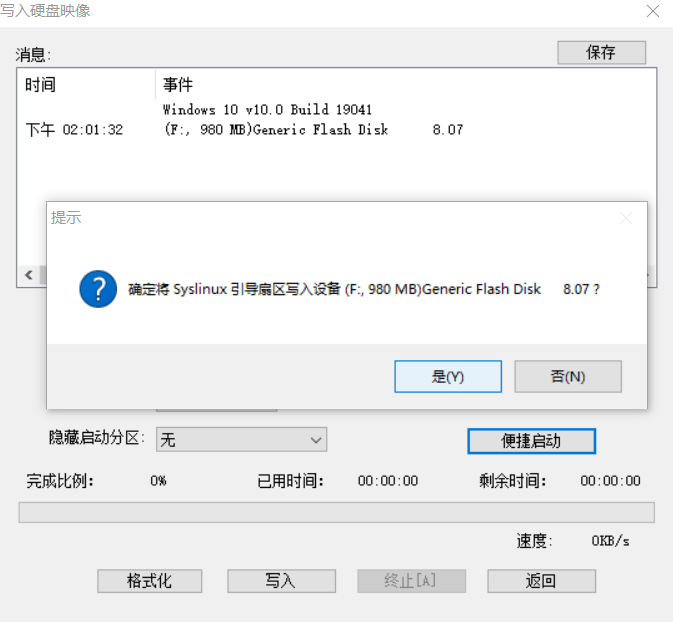 写入硬盘映像
消息:
保存
时间 事件
Windows 10 v10.0 Build 19041
下午 02:01:32 (F:, 980 MB)Generic Flash Disk 8.07
提示
确定将 Syslinux 引导扇区写入设备 (F:, 980 MB)Generic Flash Disk 8.07 ?
是(Y) 否(N)
隐藏启动分区: 无 便捷启动
完成比例: 0% 已用时间: 00:00:00 剩余时间: 00:00:00
速度: 0KB/s
格式化 写入 终止[A] 返回